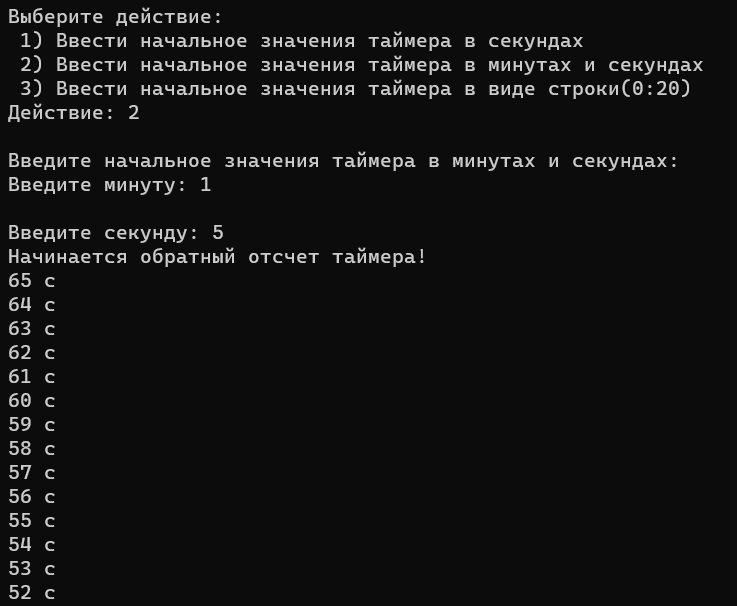 Выберите действие:
1) Ввести начальное значения таймера в секундах
2) Ввести начальное значения таймера в минутах и секундах
3) Ввести начальное значения таймера в виде строки(0:20)
Действие: 2
Введите начальное значения таймера в минутах и секундах:
Введите минуту: 1
Введите секунду: 5
Начинается обратный отсчет таймера!
65 с
64 с
63 с
62 с
61 с
60 с
59 с
58 с
57 с
56 с
55 с
54 с
53 с
52 с